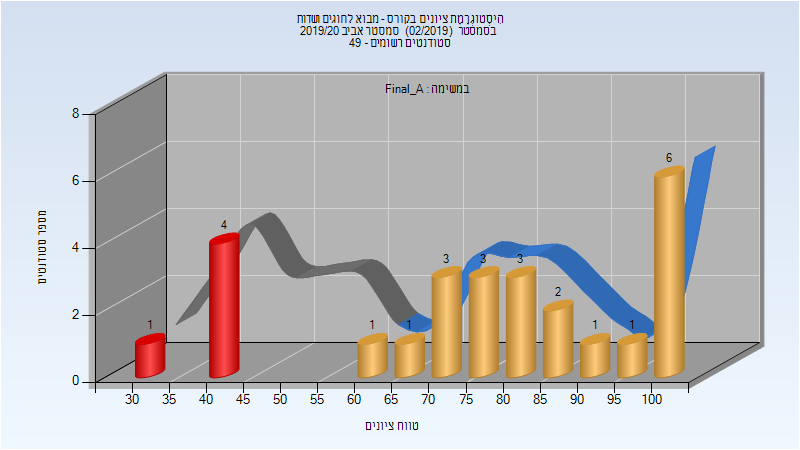 היסטוגרמת ציונים בקורס - מבוא לחוגים ושדות
בסמסטר (02/2019) סמסטר אביב 2019/20
סטודנטים רשומים - 49
במשימה : Final_A
מספר סטודנטים
8
6
4
2
0
1
4
1
1
3
3
3
2
1
1
6
30 35 40 45 50 55 60 65 70 75 80 85 90 95 100
טווח ציונים